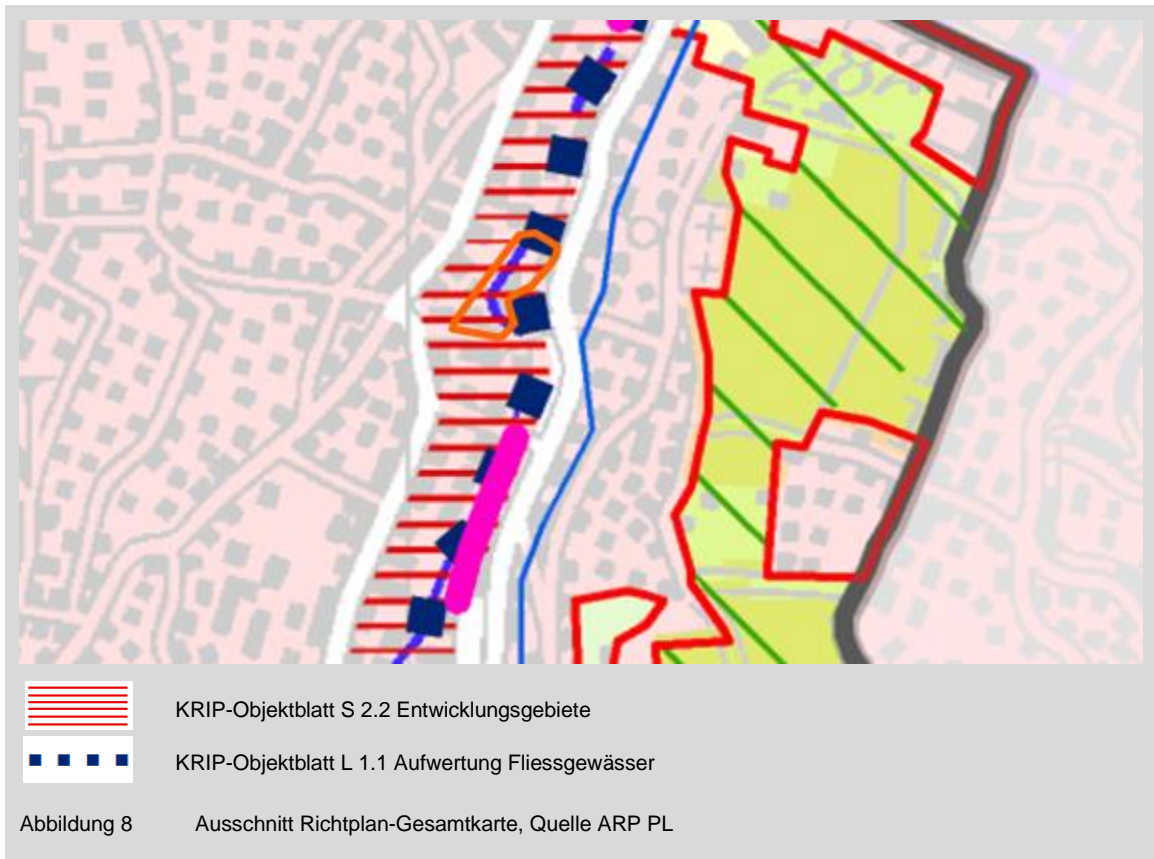 KRIP-Objektblatt S 2.2 Entwicklungsgebiete
KRIP-Objektblatt L 1.1 Aufwertung Fliessgewässer
Abbildung 8 Ausschnitt Richtplan-Gesamtkarte, Quelle ARP PL